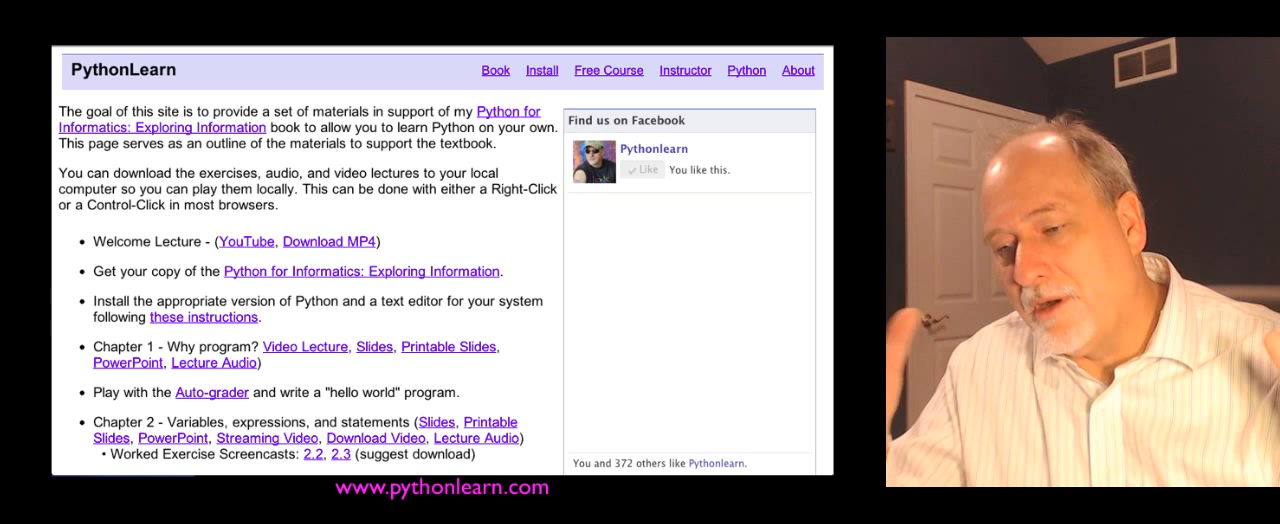 PythonLearn
Book Install Free Course Instructor Python About
The goal of this site is to provide a set of materials in support of my Python for
Informatics: Exploring Information book to allow you to learn Python on your own.
This page serves as an outline of the materials to support the textbook.
You can download the exercises, audio, and video lectures to your local
computer so you can play them locally. This can be done with either a Right-Click
or a Control-Click in most browsers.
• Welcome Lecture - (YouTube, Download MP4)
• Get your copy of the Python for Informatics: Exploring Information.
• Install the appropriate version of Python and a text editor for your system
following these instructions.
• Chapter 1 - Why program? Video Lecture, Slides, Printable Slides,
PowerPoint, Lecture Audio)
• Play with the Auto-grader and write a "hello world" program.
• Chapter 2 - Variables, expressions, and statements (Slides, Printable
Slides, PowerPoint, Streaming Video, Download Video, Lecture Audio)
• Worked Exercise Screencasts: 2.2, 2.3 (suggest download)
Find us on Facebook
Pythonlearn
Like You like this.
You and 372 others like Pythonlearn.
www.pythonlearn.com